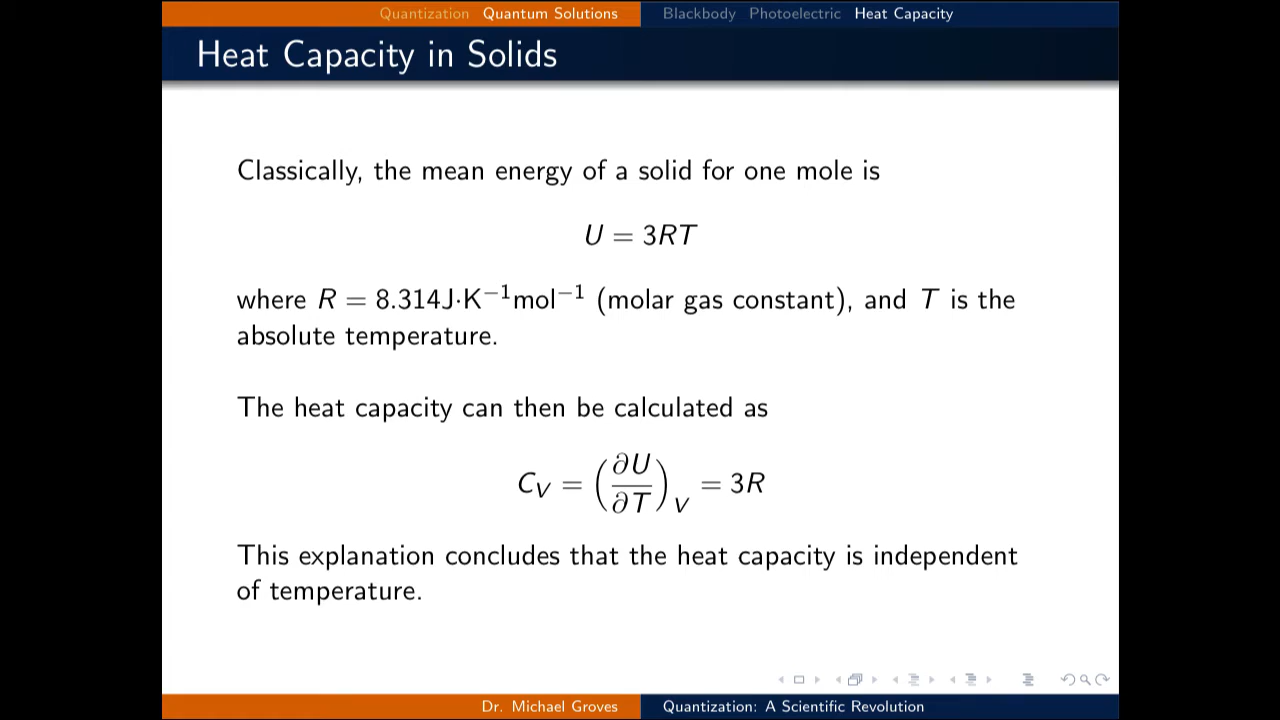 Quantization Quantum Solutions Blackbody Photoelectric Heat Capacity
Heat Capacity in Solids
Classically, the mean energy of a solid for one mole is
U = 3RT
where R = 8.314J·K⁻¹mol⁻¹ (molar gas constant), and T is the
absolute temperature.
The heat capacity can then be calculated as
C_V = (∂U/∂T)_V = 3R
This explanation concludes that the heat capacity is independent
of temperature.
Dr. Michael Groves Quantization: A Scientific Revolution